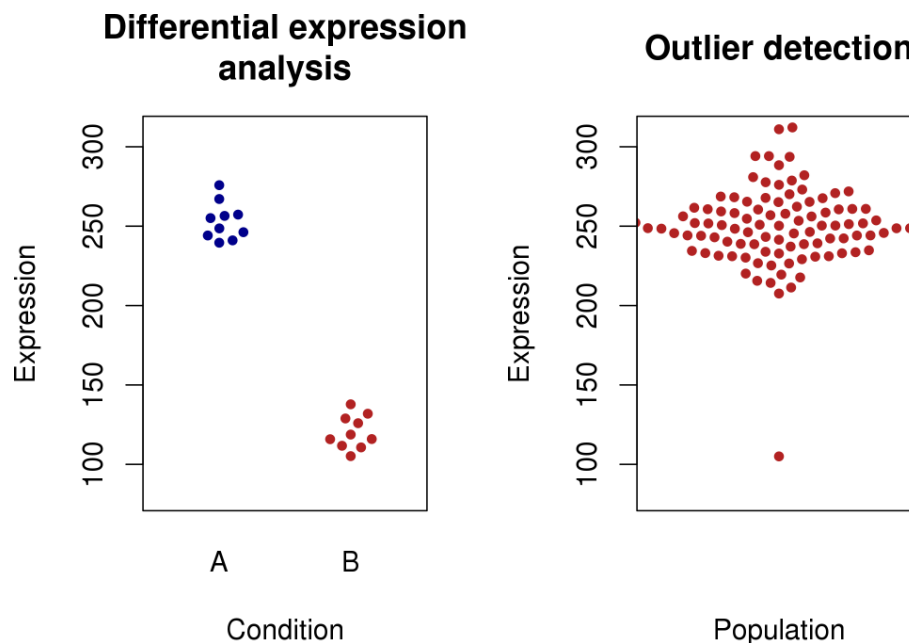 Differential expression
analysis
Expression
300
250
200
150
100
A B
Condition
Outlier detection
Expression
300
250
200
150
100
Population